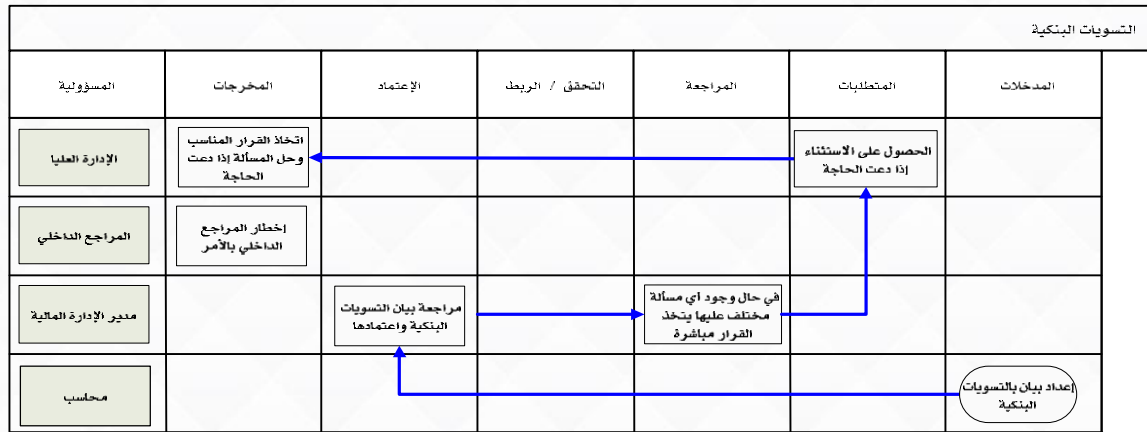 التسويات البنكية
المدخلات
المتطلبات
المراجعة
التحقق / الربط
الإعتماد
المخرجات
المسؤولية
الحصول على الاستثناء
إذا دعت الحاجة
اتخاذ القرار المناسب
وحل المسألة إذا دعت
الحاجة
الإدارة العليا
إخطار المراجع
الداخلي بالأمر
المراجع الداخلي
في حال وجود أي مسألة
مختلف عليها يتخذ
القرار مباشرة
مراجعة بيان التسويات
البنكية واعتمادها
مدير الإدارة المالية
إعداد بيان بالتسويات
البنكية
محاسب